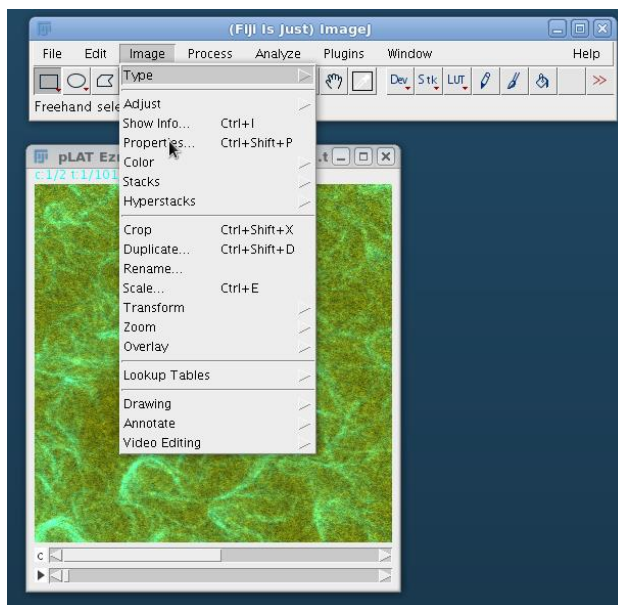 (Fiji Is Just) ImageJ
File Edit Image Process Analyze Plugins Window Help
Dev Stk LUT
Freehand sele
Type
Adjust
Show Info... Ctrl+I
Properties... Ctrl+Shift+P
Color
Stacks
Hyperstacks
Crop Ctrl+Shift+X
Duplicate... Ctrl+Shift+D
Rename...
Scale... Ctrl+E
Transform
Zoom
Overlay
Lookup Tables
Drawing
Annotate
Video Editing
pLAT Ezr .t
c:1/2 t:1/101
c